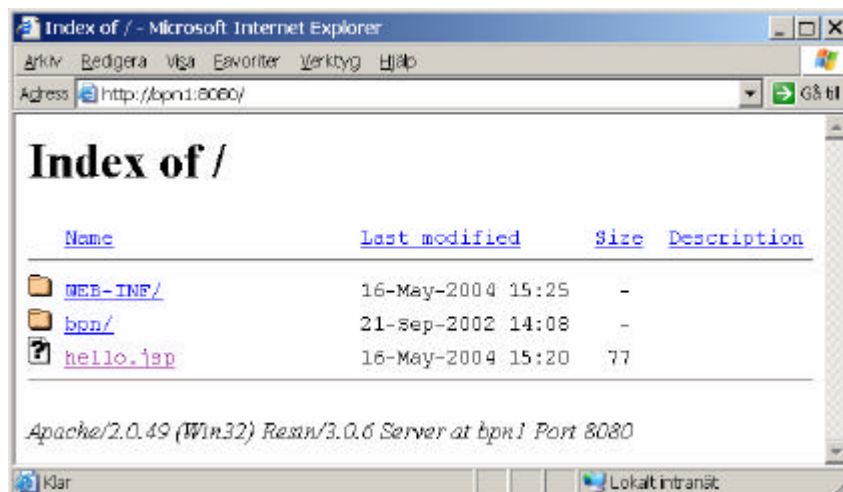 Index of / - Microsoft Internet Explorer
Arkiv Redigera Visa Favoriter Verktyg Hjälp
Adress http://bpn1:8080/ Gå till
Index of /
Name Last modified Size Description
WEB-INF/ 16-May-2004 15:25 -
bpn/ 21-Sep-2002 14:08 -
hello.jsp 16-May-2004 15:20 77
Apache/2.0.49 (Win32) Resin/3.0.6 Server at bpn1 Port 8080
Klar Lokalt intranät